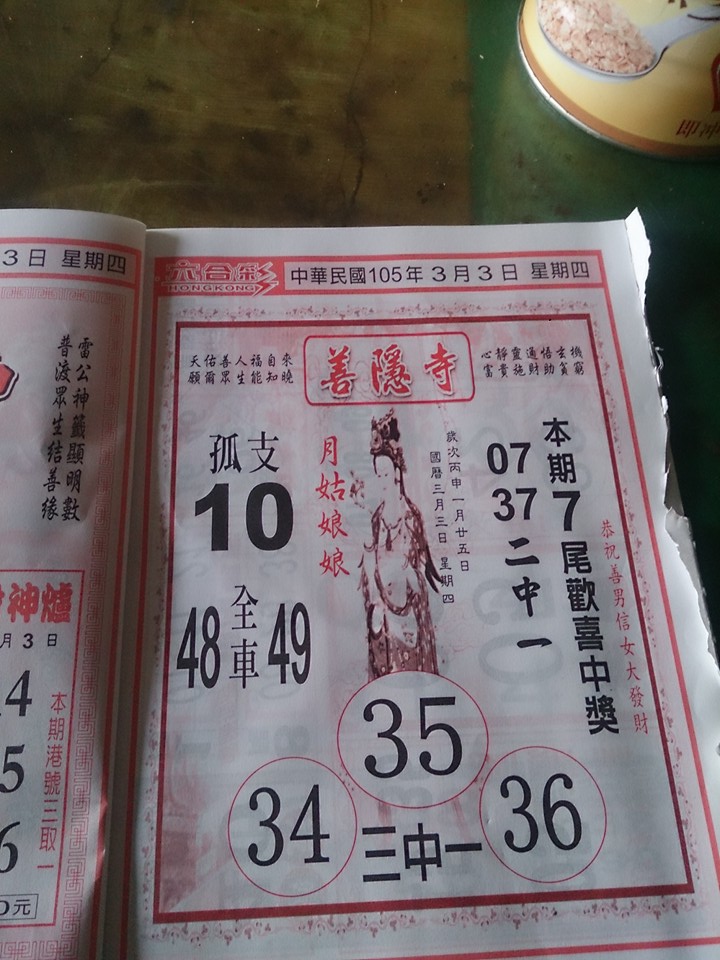 3日 星期四
雷公神籤顯明數
普渡眾生結善緣
神爐
月3日
4
5
6
本期港號三取一
0元
六合彩
HONGKONG
中華民國105年3月3日 星期四
天佑善人福自來
願爾眾生能知曉
善隱寺
心靜靈通悟玄機
富貴施財助貧窮
孤支
10
全車
48
49
月姑娘娘
歲次丙申一月廿五日
國曆三月三日 星期四
本期7尾歡喜中獎
07
37
二中一
恭祝善男信女大發財
35
34
36
三中一
即沖